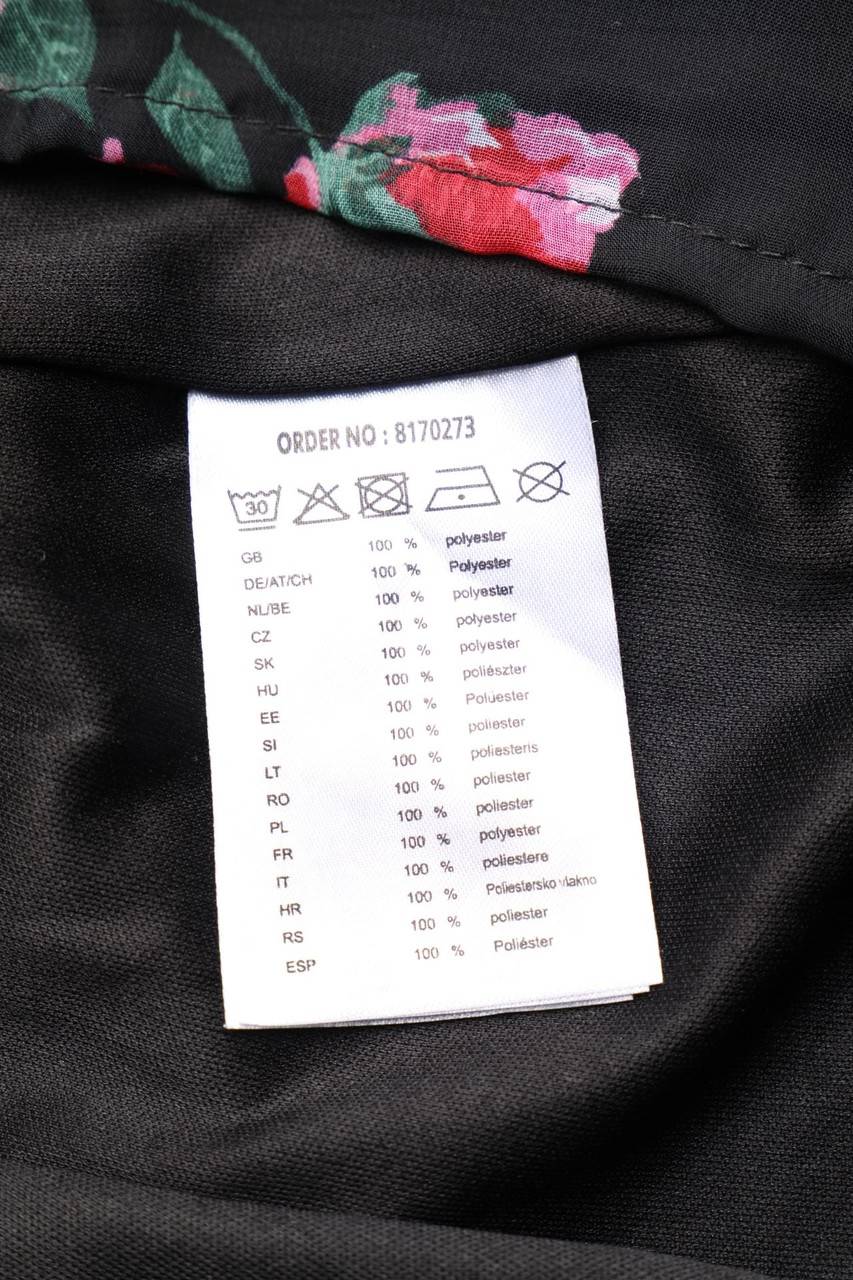 ORDER NO : 8170273
30
GB 100 % polyester
DE/AT/CH 100 % Polyester
NL/BE 100 % polyester
CZ 100 % polyester
SK 100 % polyester
HU 100 % poliészter
EE 100 % Poluester
SI 100 % poliester
LT 100 % poliesteris
RO 100 % poliester
PL 100 % poliester
FR 100 % polyester
IT 100 % poliestere
HR 100 % Poliestersko vlakno
RS 100 % poliester
ESP 100 % Poliéster